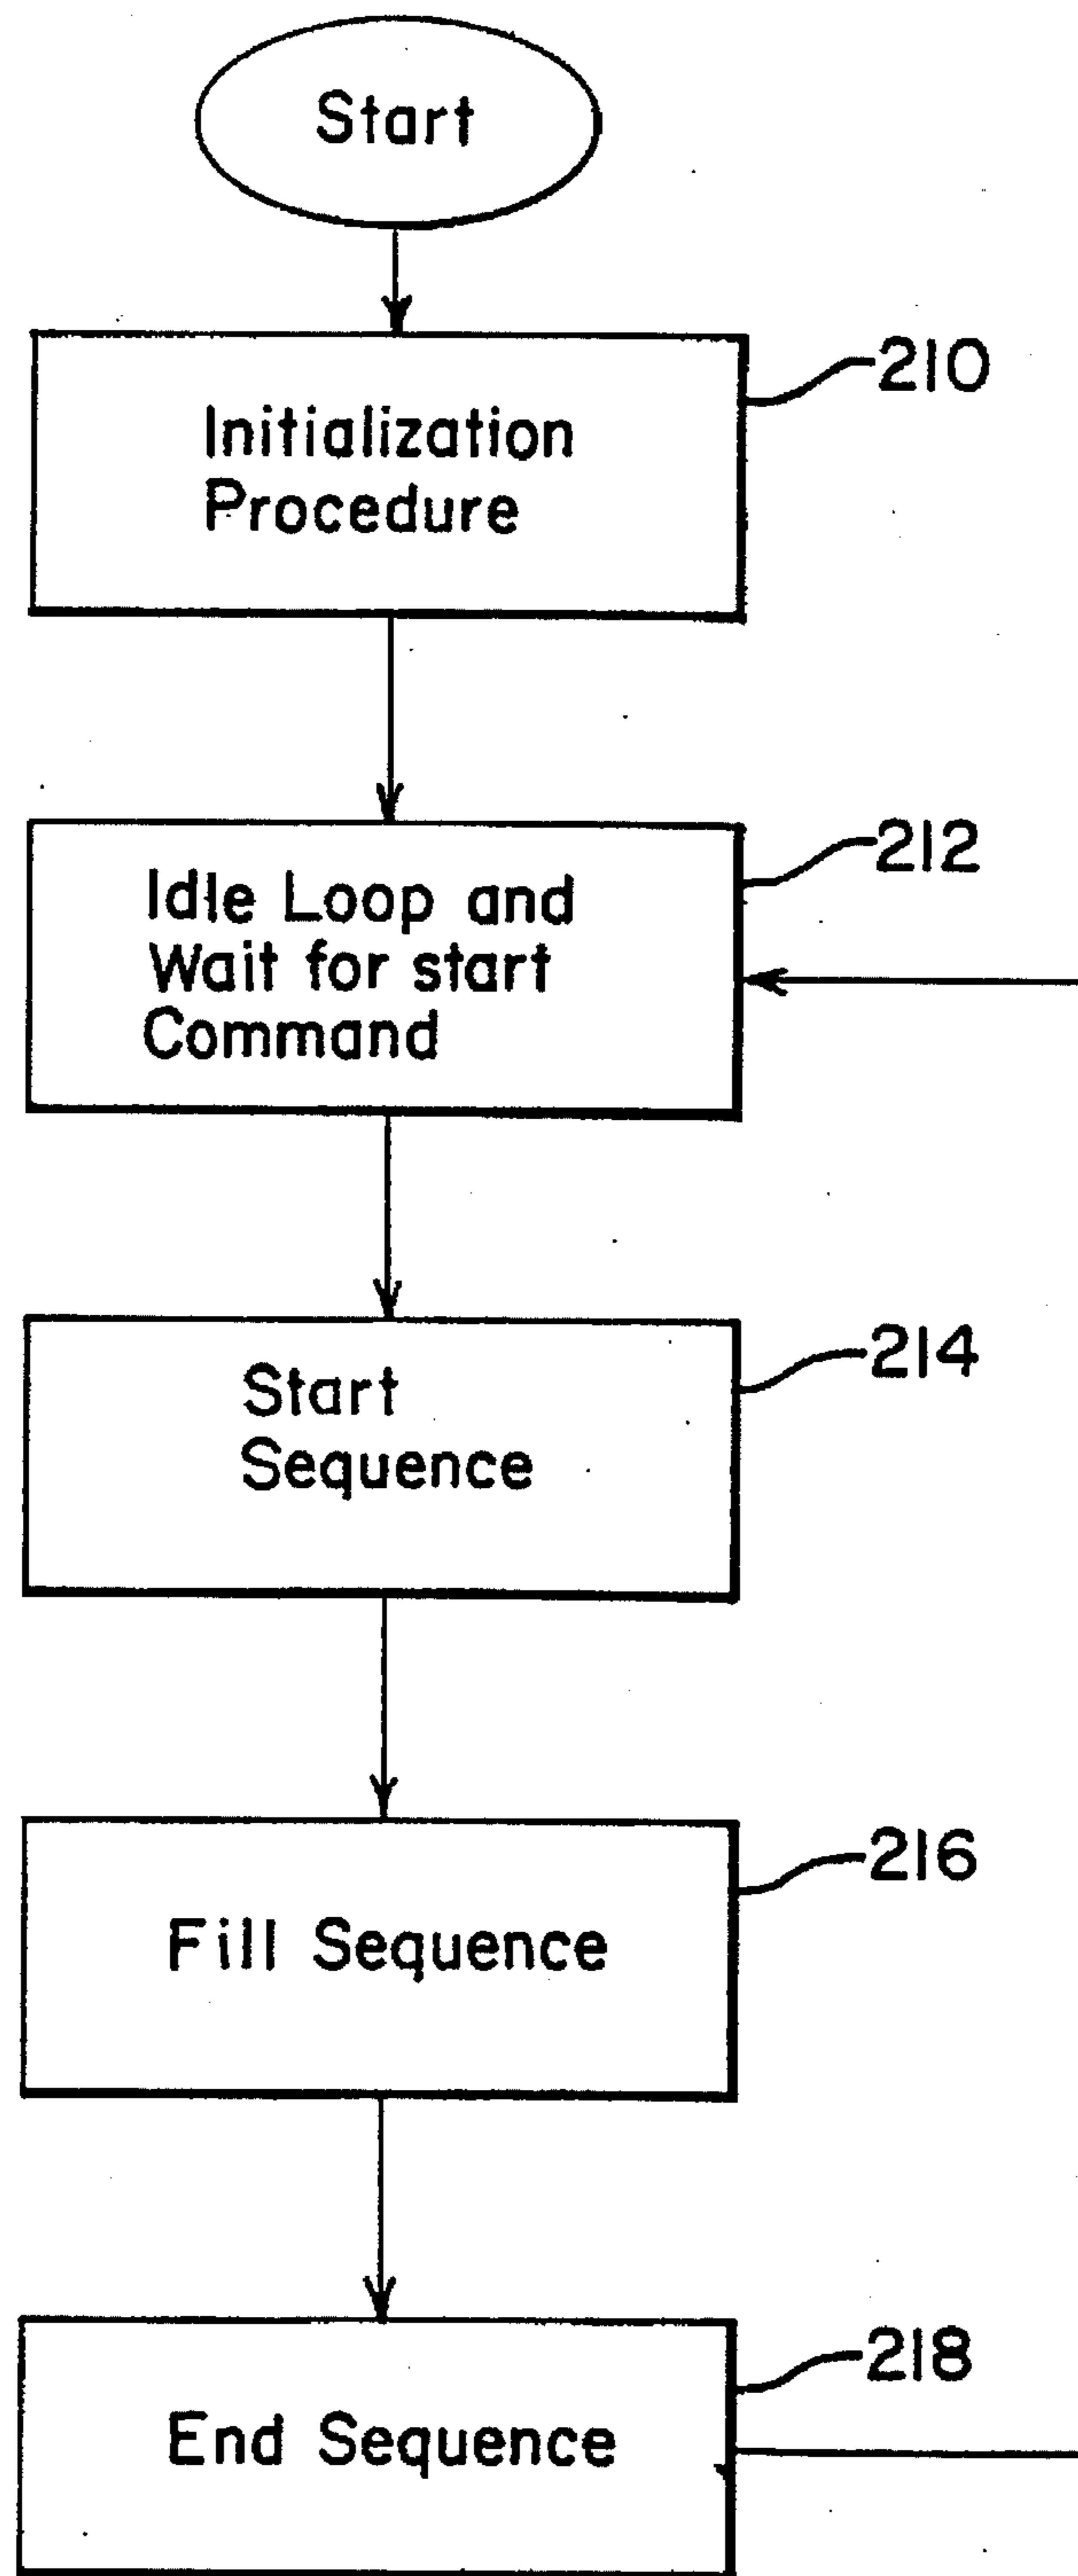 Start
210
Initialization
Procedure
212
Idle Loop and
Wait for start
Command
214
Start
Sequence
216
Fill Sequence
218
End Sequence